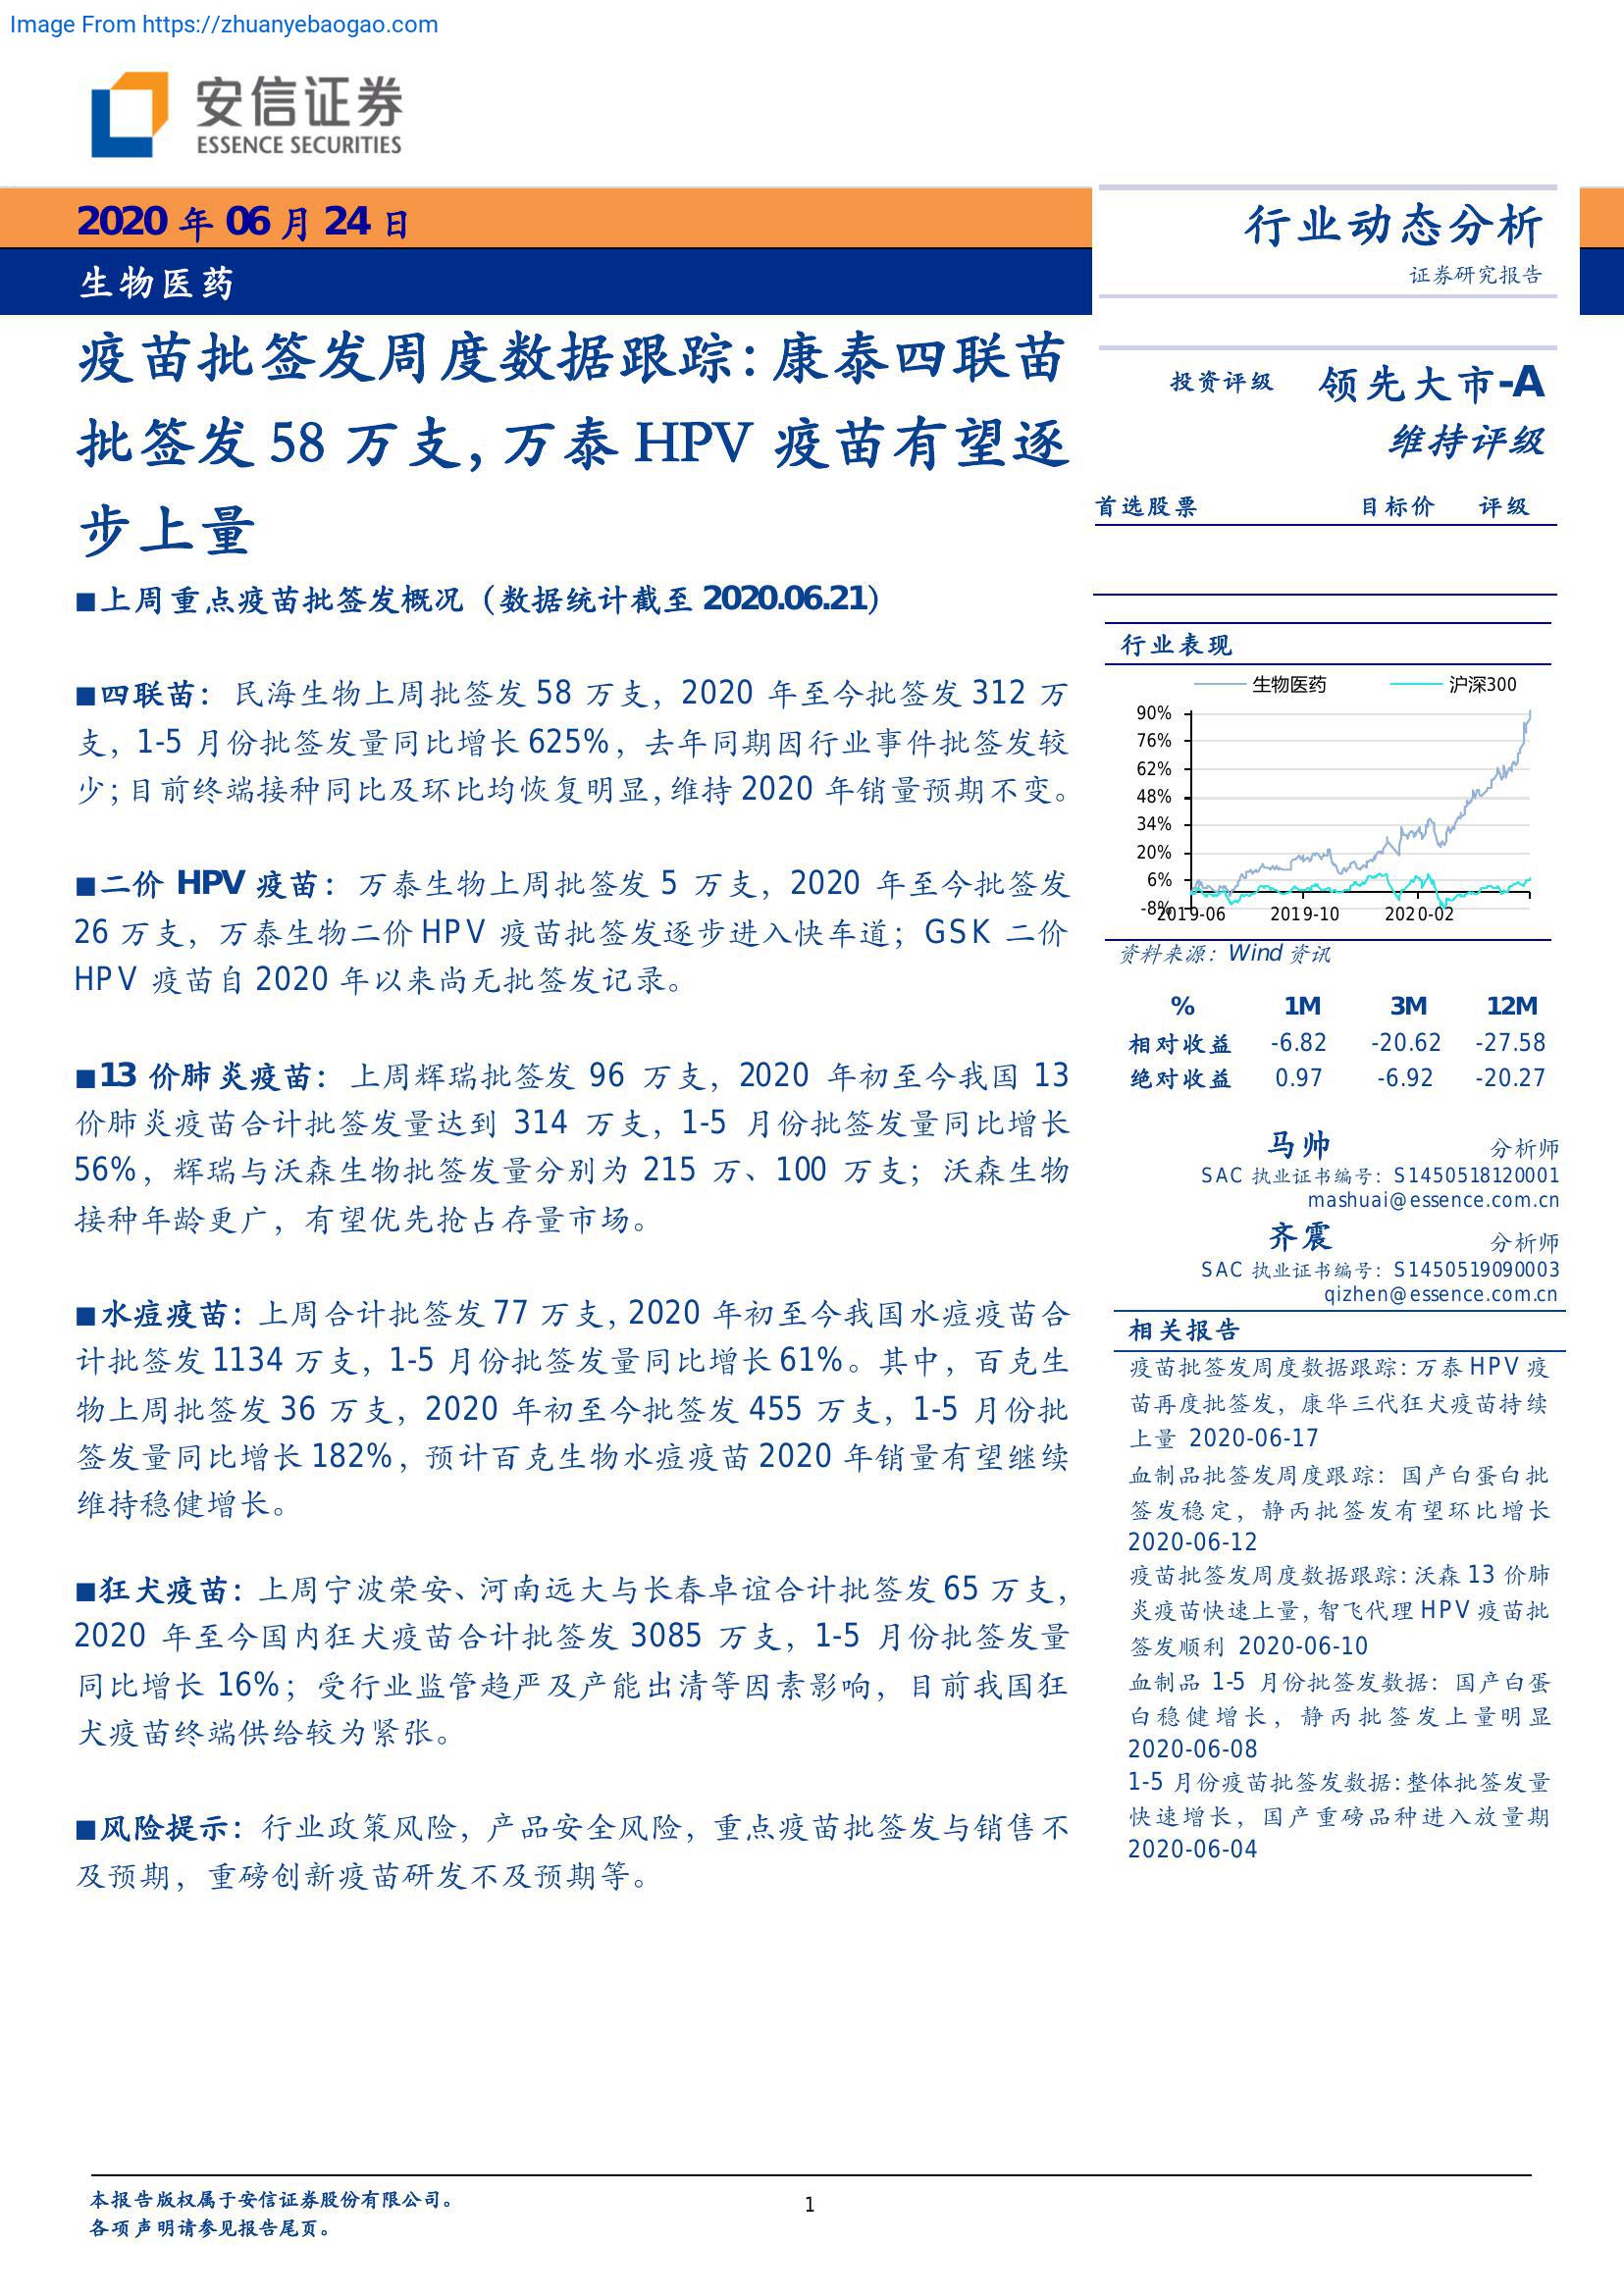 Image From https://zhuanyebaogao.com
安信证券
ESSENCE SECURITIES
2020 年 06 月 24 日
生物医药
疫苗批签发周度数据跟踪:康泰四联苗
批签发 58 万支,万泰 HPV 疫苗有望逐
步上量
■上周重点疫苗批签发概况（数据统计截至 2020.06.21）
■四联苗：民海生物上周批签发 58 万支，2020 年至今批签发 312 万
支，1-5 月份批签发量同比增长 625%，去年同期因行业事件批签发较
少;目前终端接种同比及环比均恢复明显,维持 2020 年销量预期不变。
■二价 HPV 疫苗：万泰生物上周批签发 5 万支，2020 年至今批签发
26 万支，万泰生物二价 HPV 疫苗批签发逐步进入快车道；GSK 二价
HPV 疫苗自 2020 年以来尚无批签发记录。
■13 价肺炎疫苗：上周辉瑞批签发 96 万支，2020 年初至今我国 13
价肺炎疫苗合计批签发量达到 314 万支，1-5 月份批签发量同比增长
56%，辉瑞与沃森生物批签发量分别为 215 万、100 万支；沃森生物
接种年龄更广，有望优先抢占存量市场。
■水痘疫苗：上周合计批签发 77 万支,2020 年初至今我国水痘疫苗合
计批签发 1134 万支，1-5 月份批签发量同比增长 61%。其中，百克生
物上周批签发 36 万支，2020 年初至今批签发 455 万支，1-5 月份批
签发量同比增长 182%，预计百克生物水痘疫苗 2020 年销量有望继续
维持稳健增长。
■狂犬疫苗：上周宁波荣安、河南远大与长春卓谊合计批签发 65 万支，
2020 年至今国内狂犬疫苗合计批签发 3085 万支，1-5 月份批签发量
同比增长 16%；受行业监管趋严及产能出清等因素影响，目前我国狂
犬疫苗终端供给较为紧张。
■风险提示：行业政策风险，产品安全风险，重点疫苗批签发与销售不
及预期，重磅创新疫苗研发不及预期等。
行业动态分析
证券研究报告
投资评级 领先大市-A
维持评级
首选股票 目标价 评级
行业表现
生物医药 沪深300
90%
76%
62%
48%
34%
20%
6%
-8%
2019-06 2019-10 2020-02
资料来源：Wind 资讯
% 1M 3M 12M
相对收益 -6.82 -20.62 -27.58
绝对收益 0.97 -6.92 -20.27
马帅 分析师
SAC 执业证书编号：S1450518120001
mashuai@essence.com.cn
齐震 分析师
SAC 执业证书编号：S1450519090003
qizhen@essence.com.cn
相关报告
疫苗批签发周度数据跟踪:万泰 HPV 疫
苗再度批签发，康华三代狂犬疫苗持续
上量 2020-06-17
血制品批签发周度跟踪：国产白蛋白批
签发稳定，静丙批签发有望环比增长
2020-06-12
疫苗批签发周度数据跟踪:沃森 13 价肺
炎疫苗快速上量,智飞代理 HPV 疫苗批
签发顺利 2020-06-10
血制品 1-5 月份批签发数据：国产白蛋
白稳健增长，静丙批签发上量明显
2020-06-08
1-5 月份疫苗批签发数据:整体批签发量
快速增长，国产重磅品种进入放量期
2020-06-04
本报告版权属于安信证券股份有限公司。
各项声明请参见报告尾页。
1